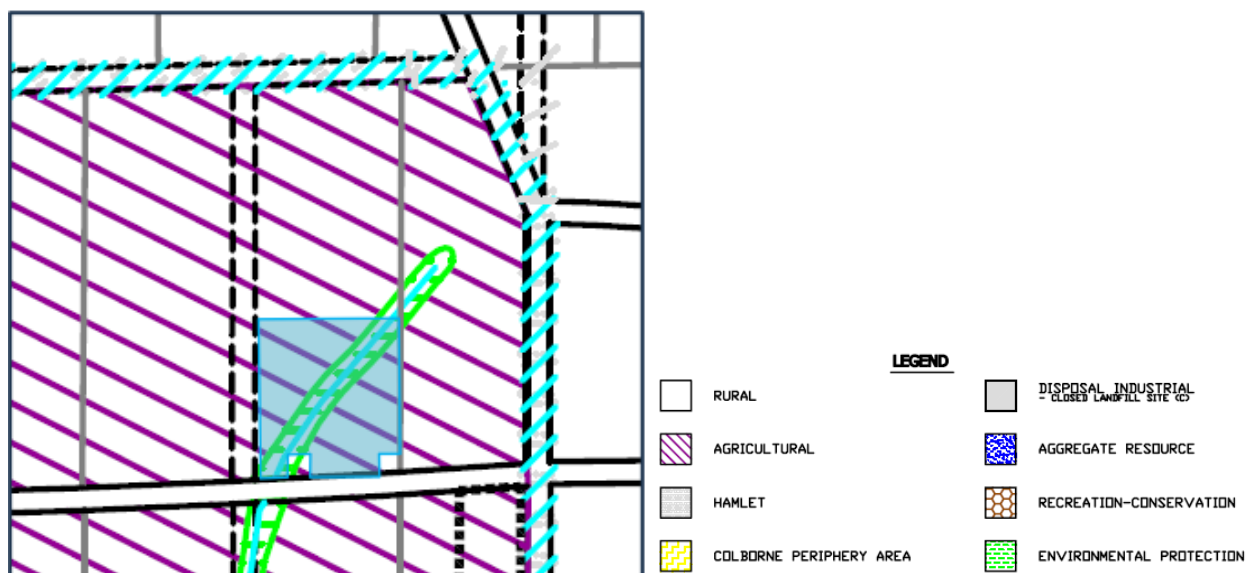 LEGEND
RURAL
AGRICULTURAL
HAMLET
COLBORNE PERIPHERY AREA
DISPOSAL INDUSTRIAL
- CLOSED LANDFILL SITE (C)
AGGREGATE RESOURCE
RECREATION-CONSERVATION
ENVIRONMENTAL PROTECTION